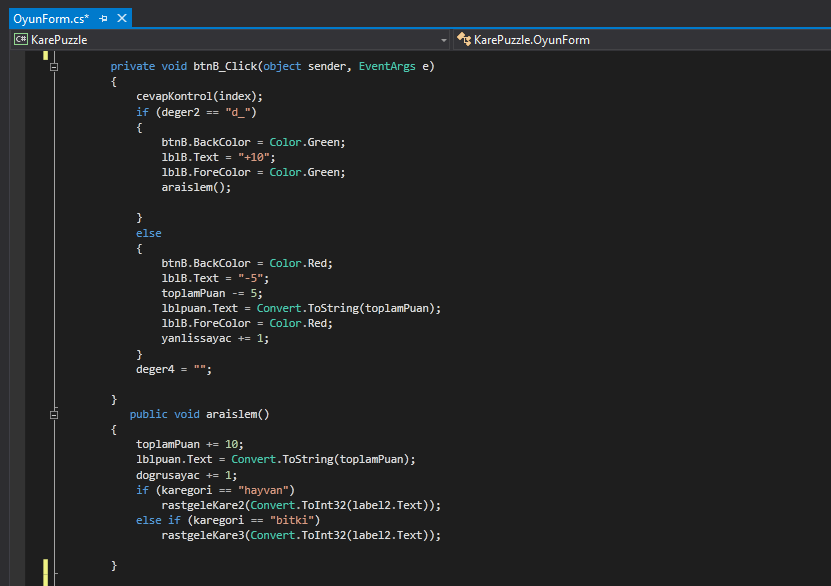 OyunForm.cs*
C# KarePuzzle
KarePuzzle.OyunForm
private void btnB_Click(object sender, EventArgs e)
{
cevapKontrol(index);
if (deger2 == "d_")
{
btnB.BackColor = Color.Green;
lblB.Text = "+10";
lblB.ForeColor = Color.Green;
araislem();
}
else
{
btnB.BackColor = Color.Red;
lblB.Text = "-5";
toplamPuan -= 5;
lblpuan.Text = Convert.ToString(toplamPuan);
lblB.ForeColor = Color.Red;
yanlissayac += 1;
}
deger4 = "";
}
public void araislem()
{
toplamPuan += 10;
lblpuan.Text = Convert.ToString(toplamPuan);
dogrusayac += 1;
if (karegori == "hayvan")
rastgeleKare2(Convert.ToInt32(label2.Text));
else if (karegori == "bitki")
rastgeleKare3(Convert.ToInt32(label2.Text));
}